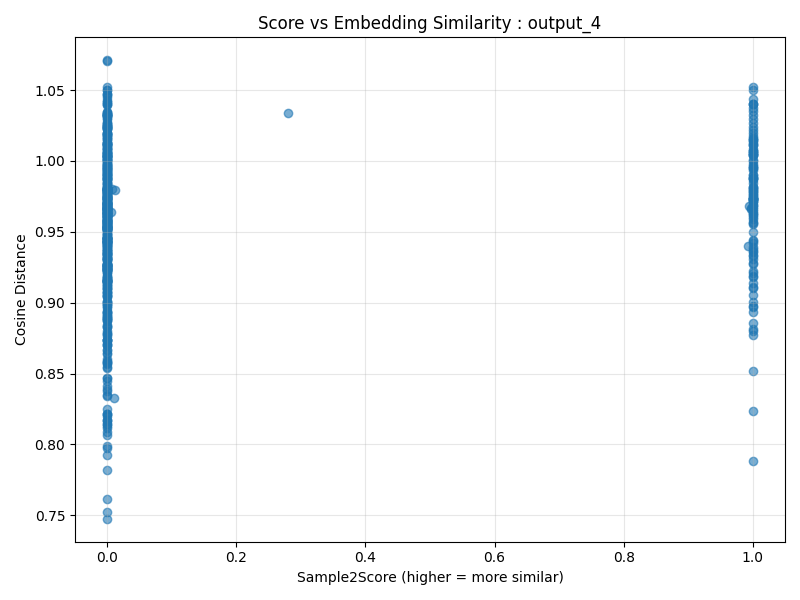 Score vs Embedding Similarity : output_4
Cosine Distance
1.05
1.00
0.95
0.90
0.85
0.80
0.75
0.0 0.2 0.4 0.6 0.8 1.0
Sample2Score (higher = more similar)